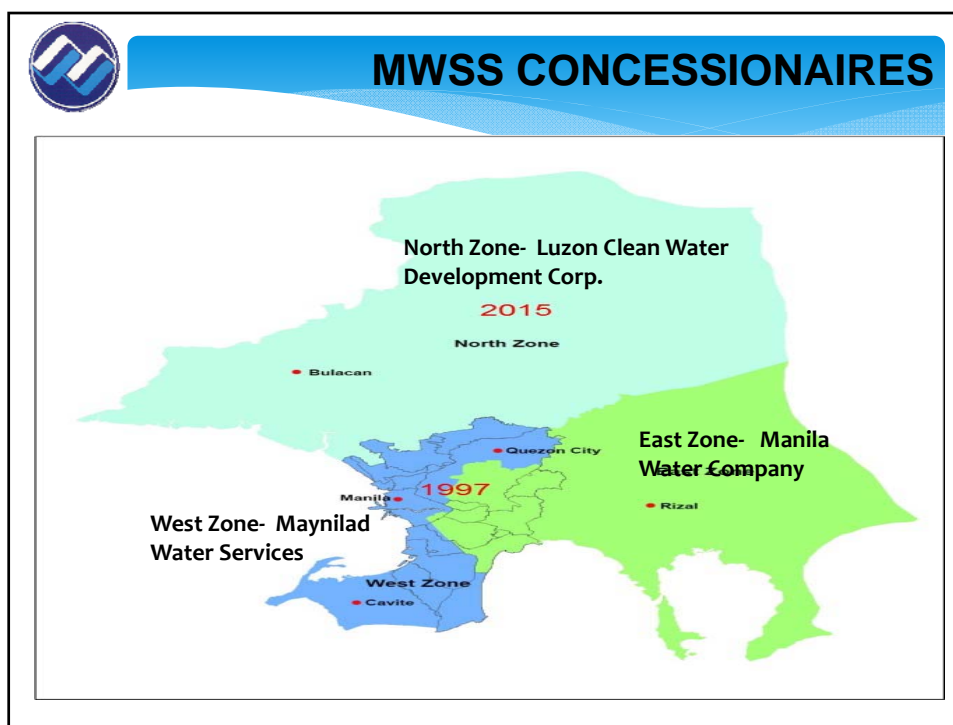 MWSS CONCESSIONAIRES
North Zone- Luzon Clean Water
Development Corp.
2015
North Zone
Bulacan
East Zone- Manila
Water Company
Quezon City
1997
Manila
Rizal
West Zone- Maynilad
Water Services
West Zone
Cavite